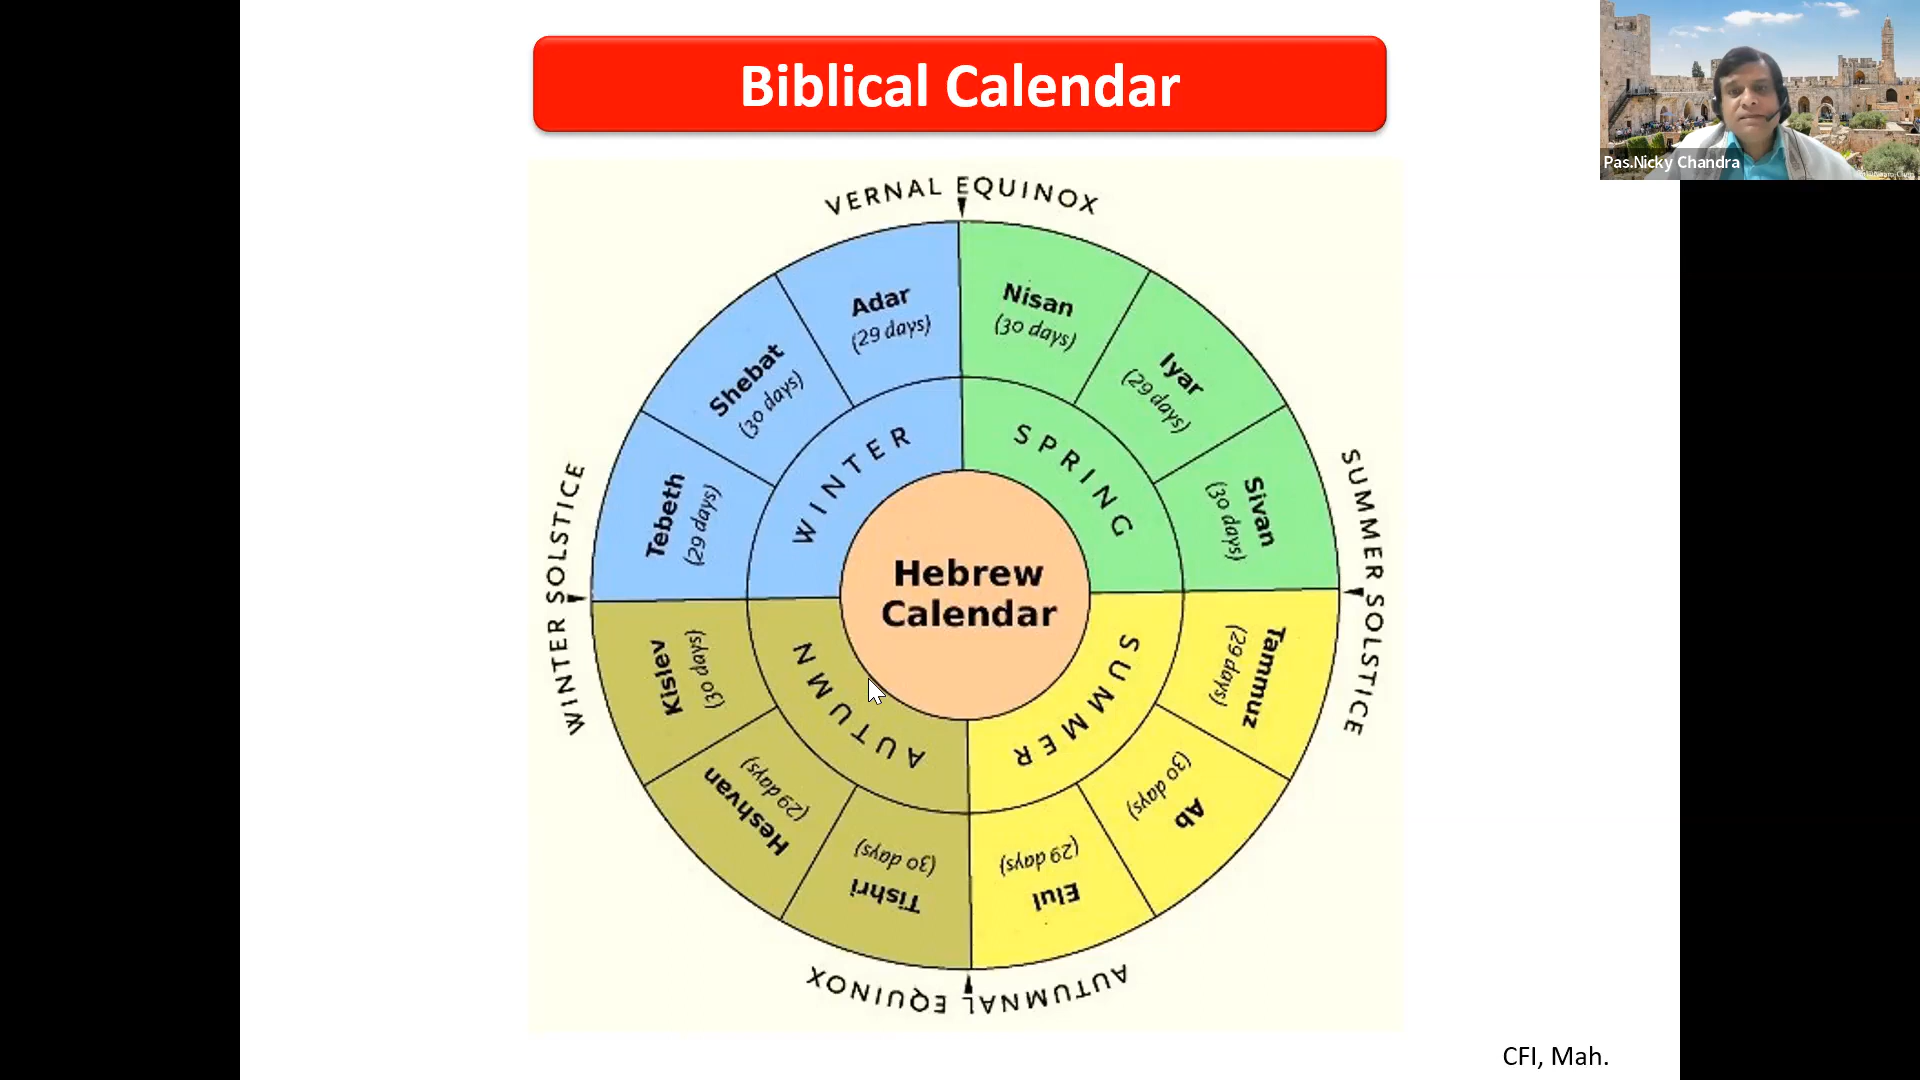 Biblical Calendar
Pas.Nicky Chandra
VERNAL EQUINOX
SUMMER SOLSTICE
AUTUMNAL EQUINOX
WINTER SOLSTICE
Nisan
(30 days)
Iyar
(29 days)
Sivan
(30 days)
Tammuz
(29 days)
Ab
(30 days)
Elul
(29 days)
Tishri
(30 days)
Heshvan
(29 days)
Kislev
(30 days)
Tebeth
(29 days)
Shebat
(30 days)
Adar
(29 days)
SPRING
SUMMER
AUTUMN
WINTER
Hebrew
Calendar
CFI, Mah.